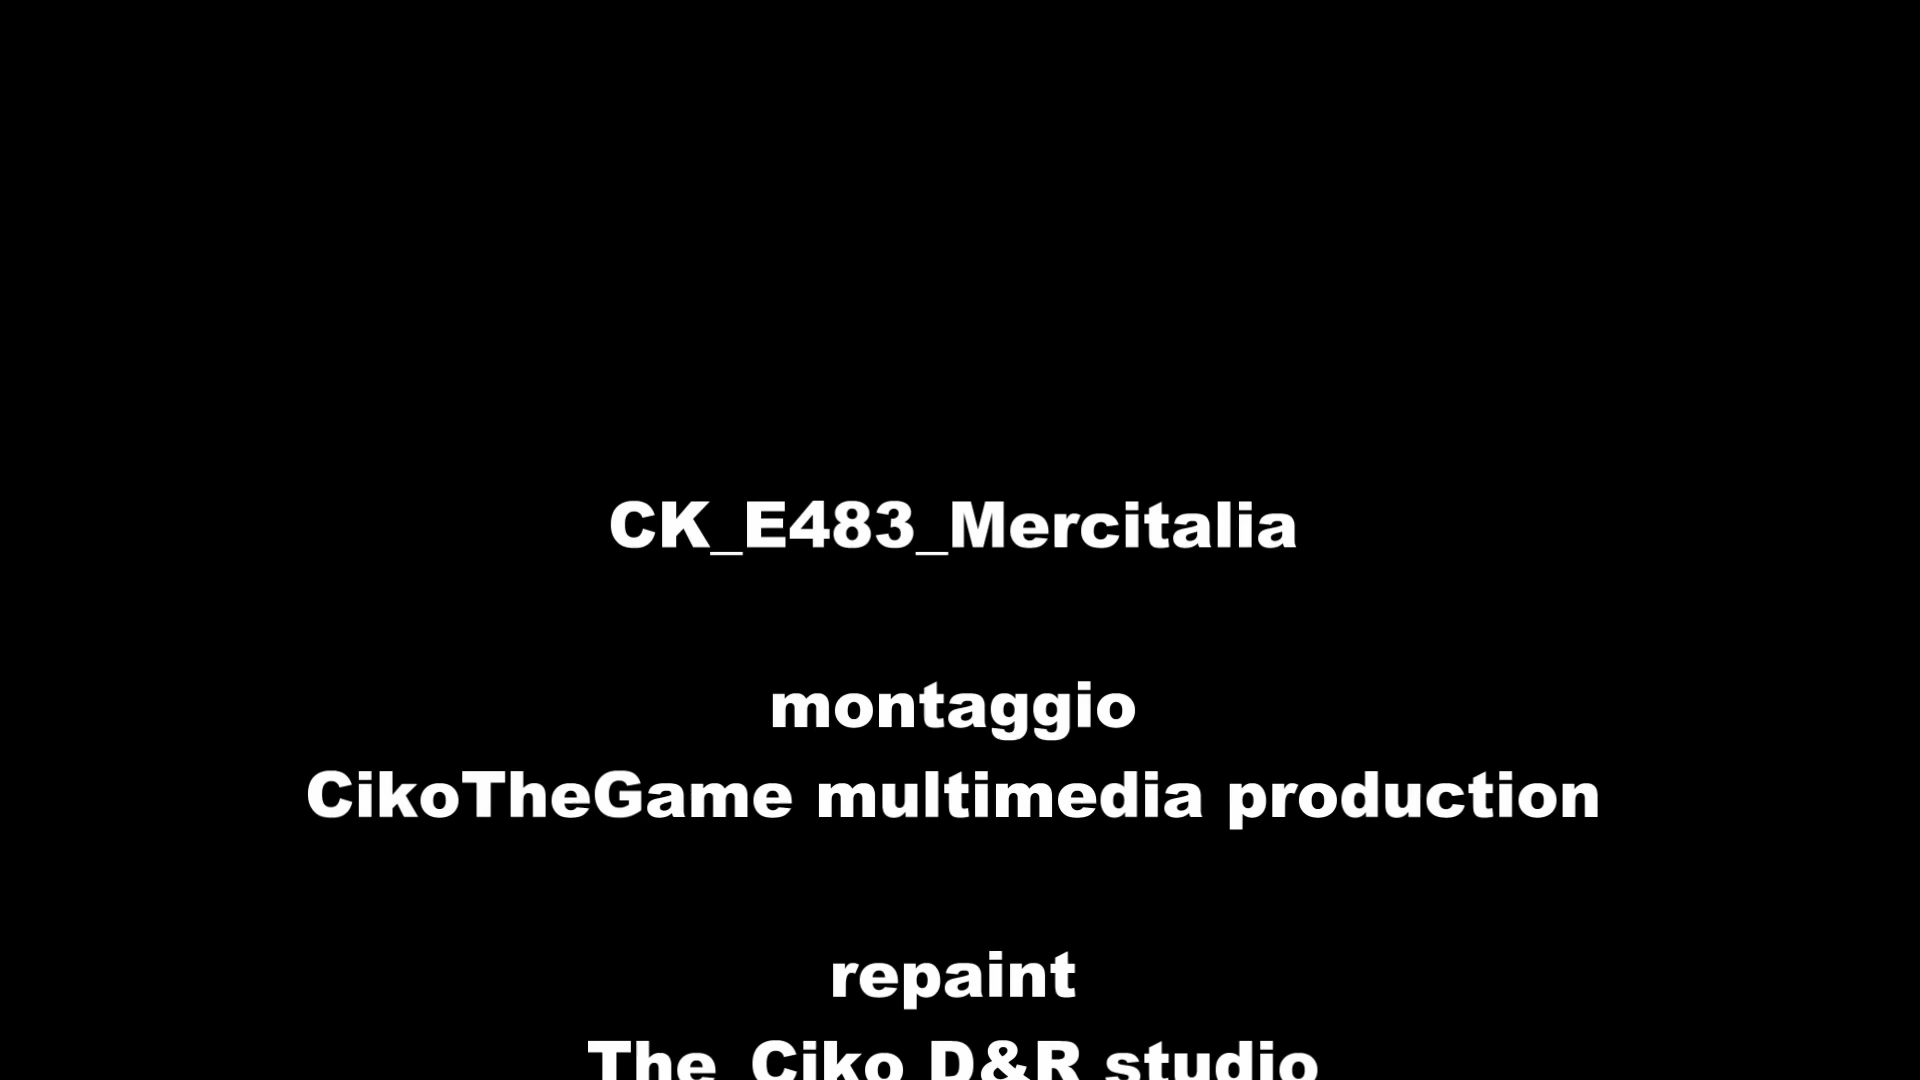 CK_E483_Mercitalia
montaggio
CikoTheGame multimedia production
repaint
The_Ciko D&R studio